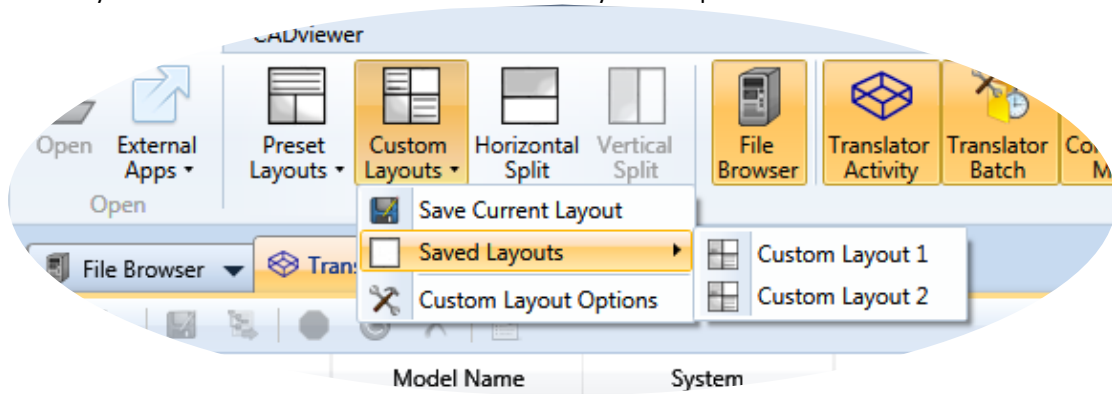 CADviewer
Open
External Apps
Preset Layouts
Custom Layouts
Horizontal Split
Vertical Split
File Browser
Translator Activity
Translator Batch
Open
Save Current Layout
Saved Layouts
Custom Layout 1
File Browser
Custom Layout 2
Custom Layout Options
Model Name
System